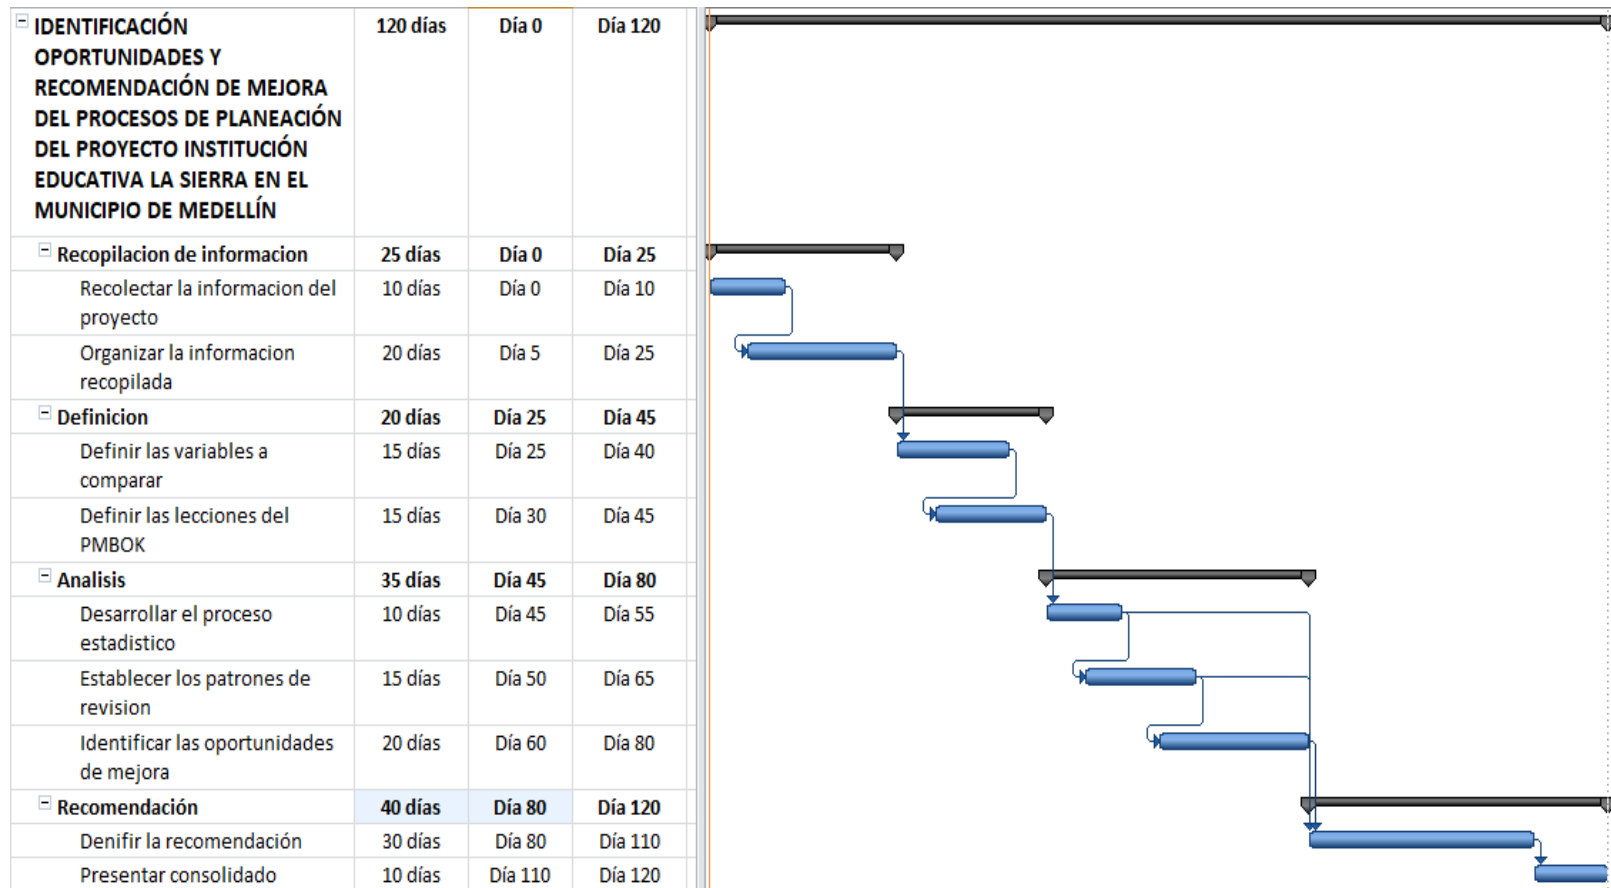 IDENTIFICACIÓN 120 días Día 0 Día 120
OPORTUNIDADES Y
RECOMENDACIÓN DE MEJORA
DEL PROCESOS DE PLANEACIÓN
DEL PROYECTO INSTITUCIÓN
EDUCATIVA LA SIERRA EN EL
MUNICIPIO DE MEDELLÍN
Recopilacion de informacion 25 días Día 0 Día 25
Recolectar la informacion del 10 días Día 0 Día 10
proyecto
Organizar la informacion 20 días Día 5 Día 25
recopilada
Definicion 20 días Día 25 Día 45
Definir las variables a 15 días Día 25 Día 40
comparar
Definir las lecciones del 15 días Día 30 Día 45
PMBOK
Analisis 35 días Día 45 Día 80
Desarrollar el proceso 10 días Día 45 Día 55
estadistico
Establecer los patrones de 15 días Día 50 Día 65
revision
Identificar las oportunidades 20 días Día 60 Día 80
de mejora
Recomendación 40 días Día 80 Día 120
Denifir la recomendación 30 días Día 80 Día 110
Presentar consolidado 10 días Día 110 Día 120